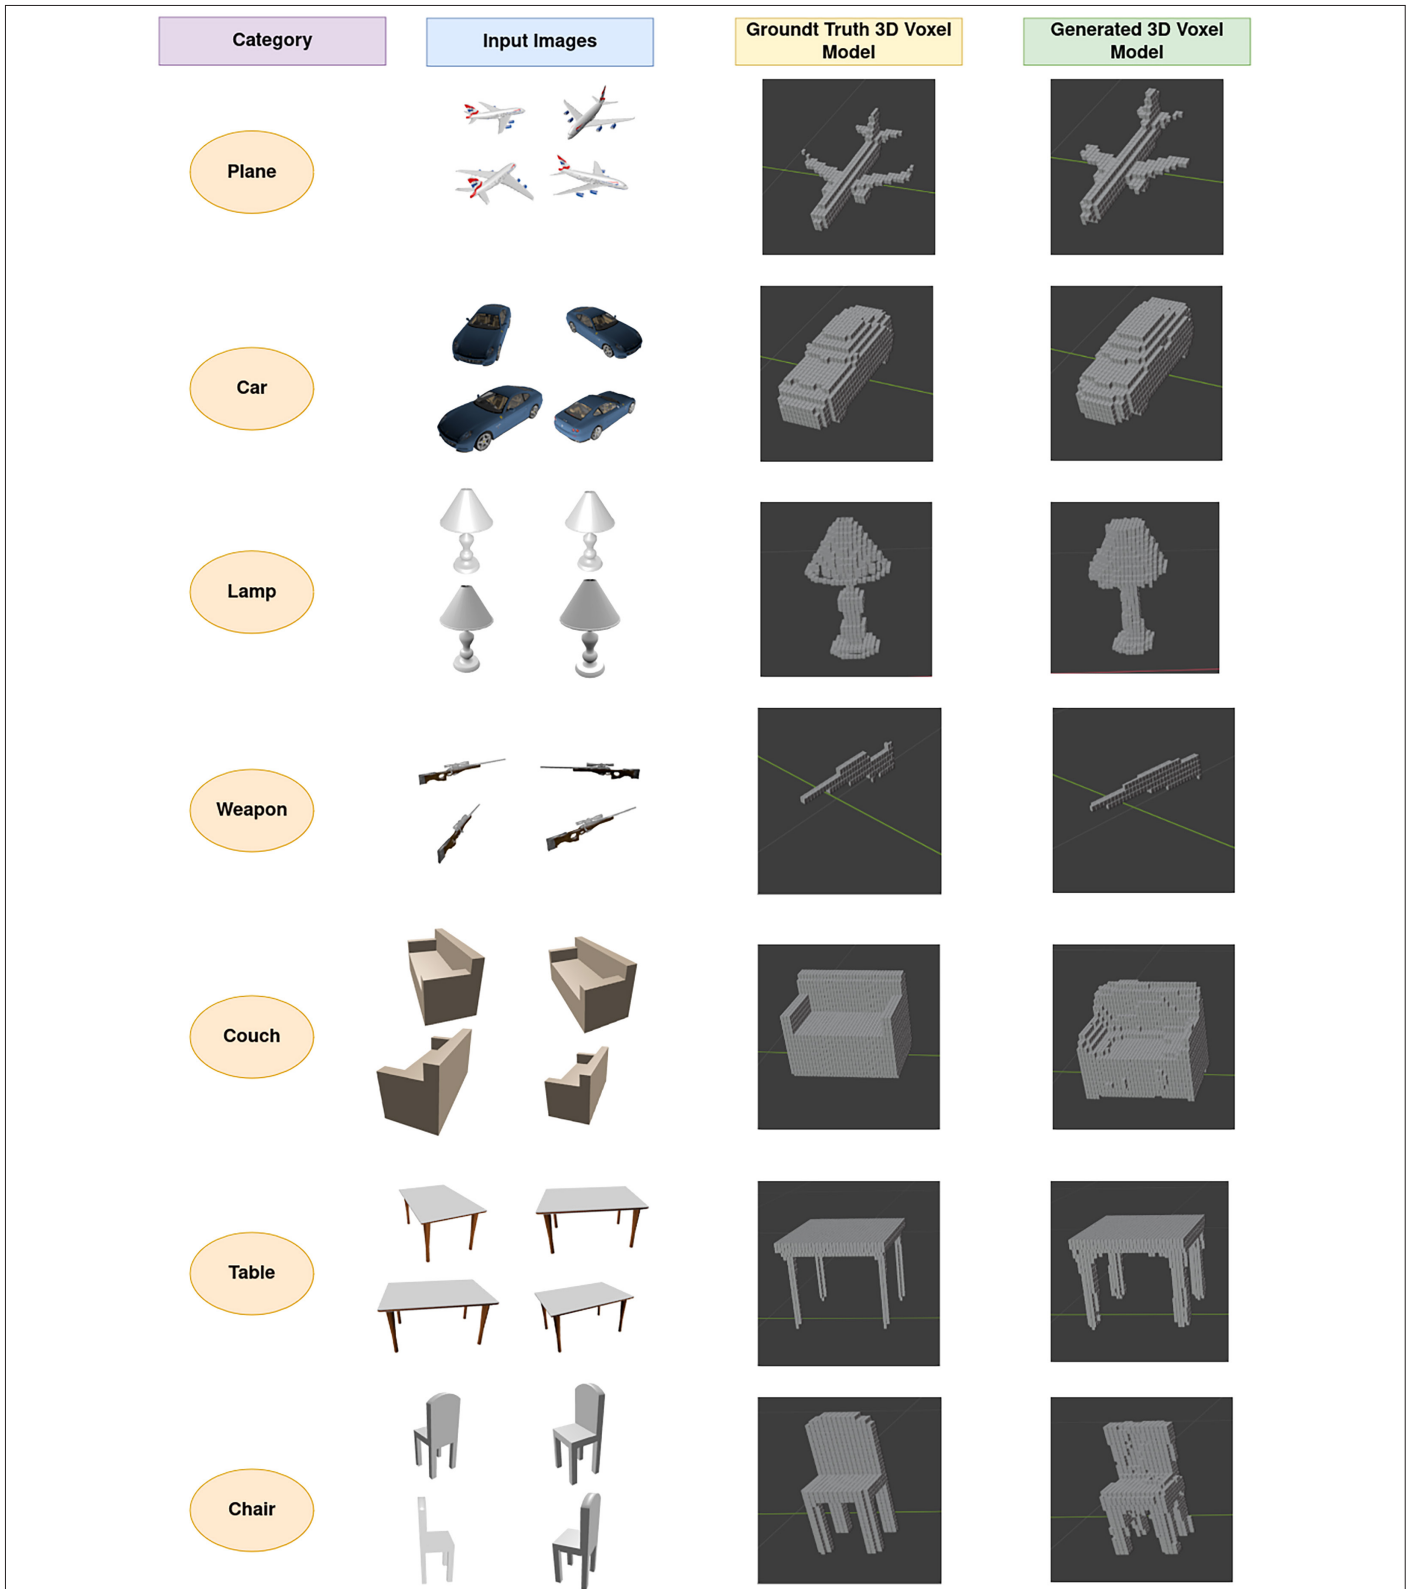 Category
Input Images
Groundt Truth 3D Voxel
Model
Generated 3D Voxel
Model
Plane
Car
Lamp
Weapon
Couch
Table
Chair